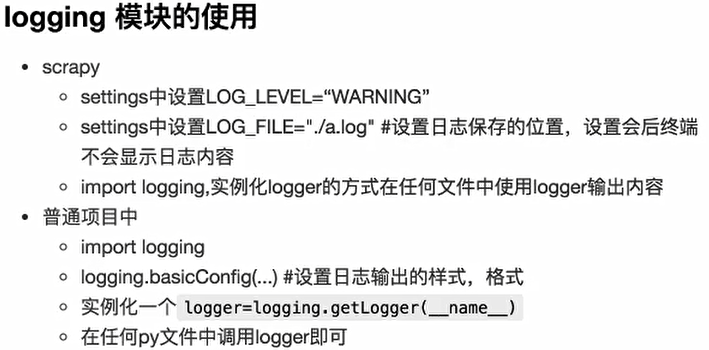 logging 模块的使用
scrapy
settings中设置LOG_LEVEL=“WARNING”
settings中设置LOG_FILE="./a.log" #设置日志保存的位置，设置会后终端
不会显示日志内容
import logging,实例化logger的方式在任何文件中使用logger输出内容
普通项目中
import logging
logging.basicConfig(...) #设置日志输出的样式，格式
实例化一个logger=logging.getLogger(__name__)
在任何py文件中调用logger即可